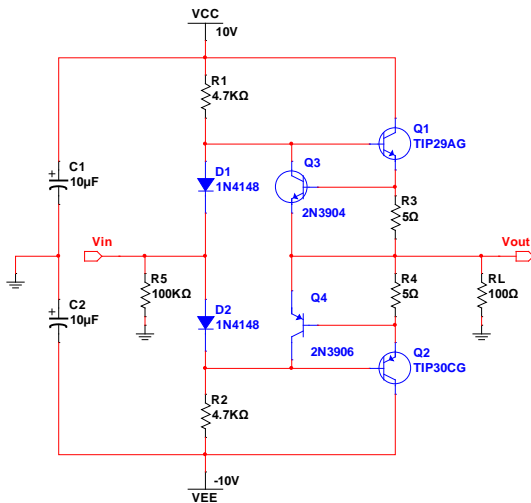 VCC
10V
R1
4.7KΩ
Q1
TIP29AG
C1
10µF
D1
1N4148
Q3
2N3904
R3
5Ω
Vin
Vout
R5
100KΩ
R4
5Ω
RL
100Ω
C2
10µF
D2
1N4148
Q4
2N3906
Q2
TIP30CG
R2
4.7KΩ
-10V
VEE